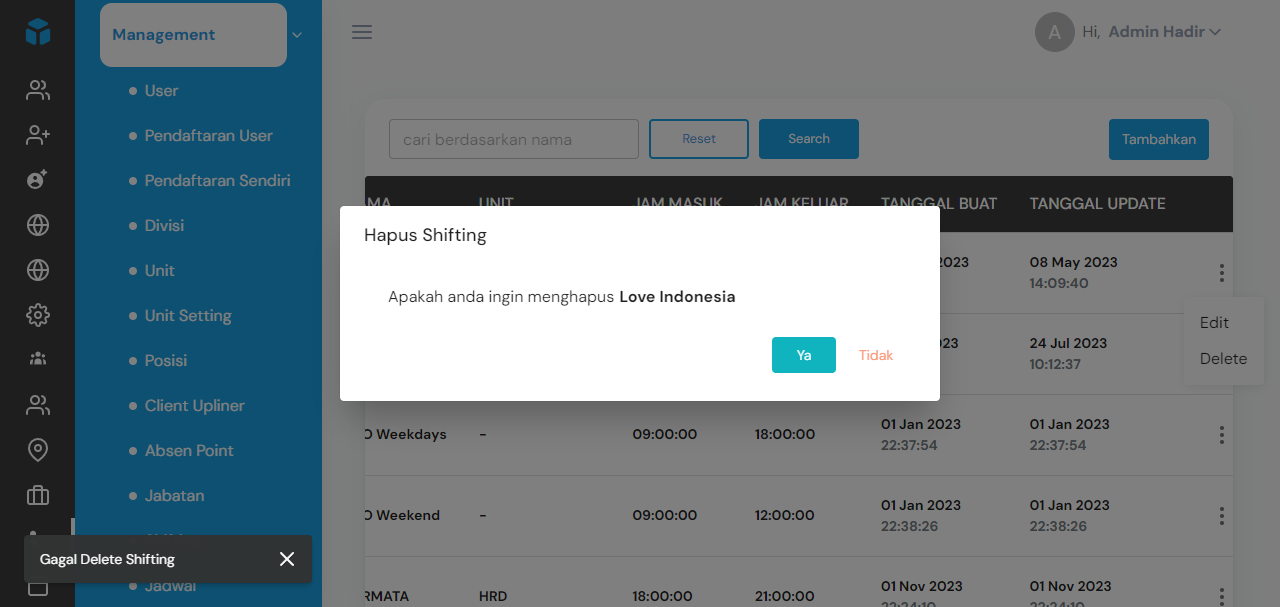 Management
User
Pendaftaran User
Pendaftaran Sendiri
Divisi
Unit
Unit Setting
Posisi
Client Upliner
Absen Point
Jabatan
Jadwal
Gagal Delete Shifting
A Hi, Admin Hadir
cari berdasarkan nama Reset Search Tambahkan
MA UNIT JAM MASUK JAM KELUAR TANGGAL BUAT TANGGAL UPDATE
2023 08 May 2023
14:09:40
Edit
Delete
23 24 Jul 2023
10:12:37
Hapus Shifting
Apakah anda ingin menghapus Love Indonesia
Ya Tidak
O Weekdays - 09:00:00 18:00:00 01 Jan 2023 01 Jan 2023
22:37:54 22:37:54
O Weekend - 09:00:00 12:00:00 01 Jan 2023 01 Jan 2023
22:38:26 22:38:26
RMATA HRD 18:00:00 21:00:00 01 Nov 2023 01 Nov 2023